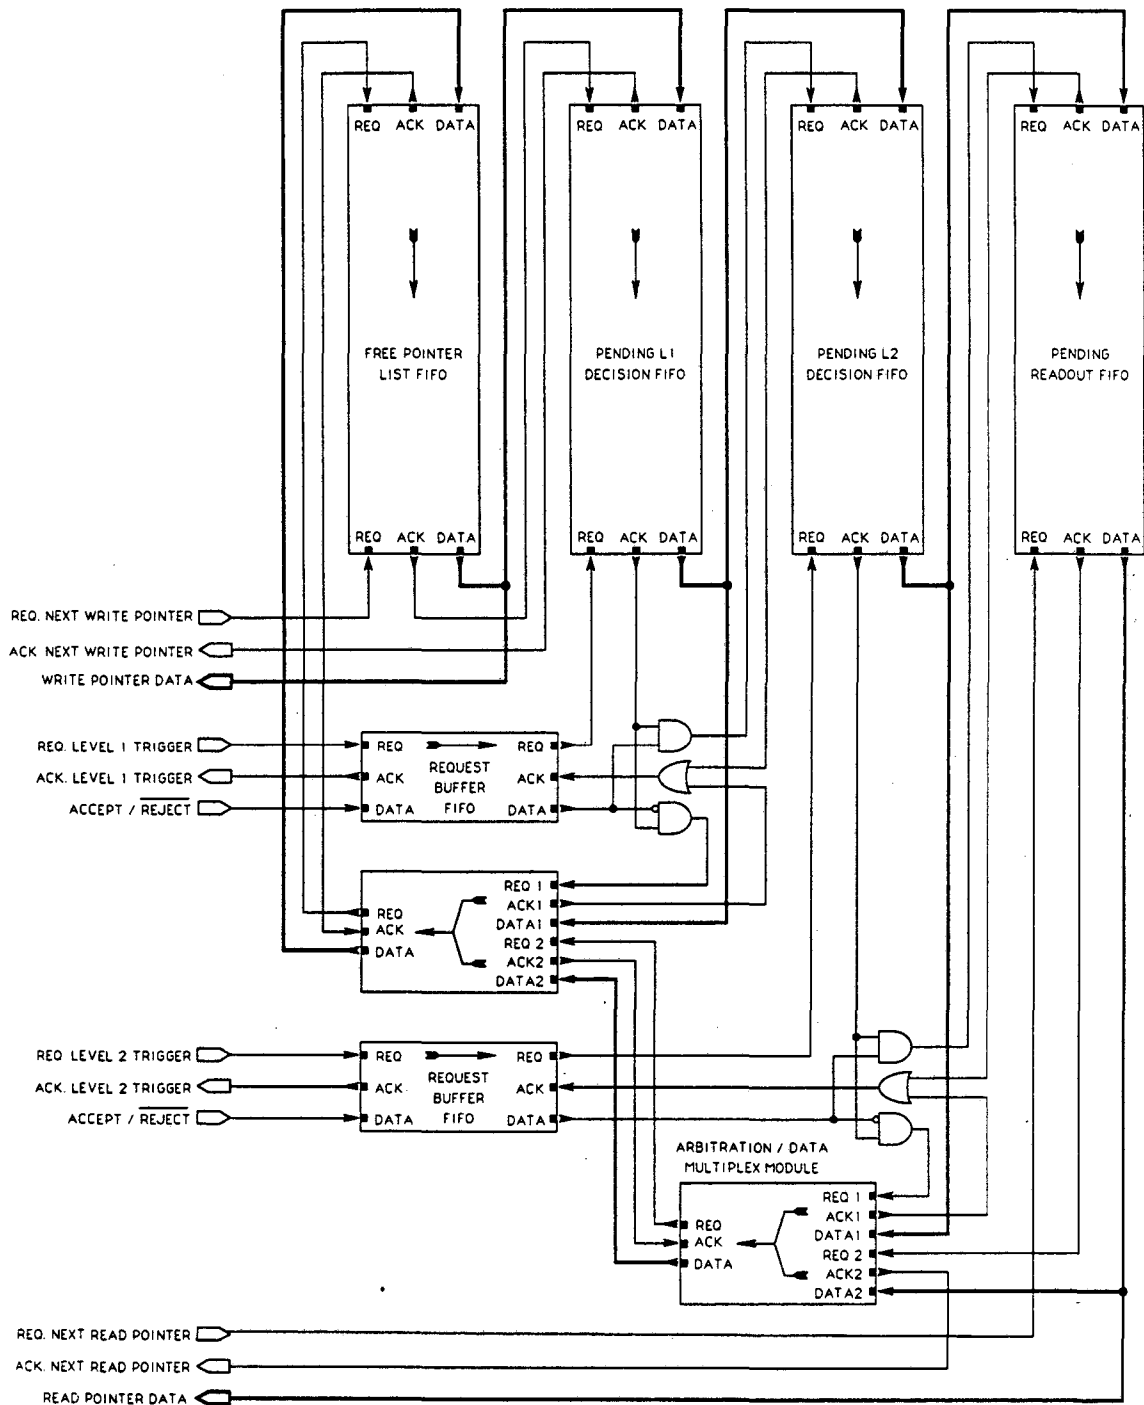 REQ ACK DATA
REQ ACK DATA
REQ ACK DATA
REQ ACK DATA
FREE POINTER
LIST FIFO
PENDING L1
DECISION FIFO
PENDING L2
DECISION FIFO
PENDING
READOUT FIFO
REQ ACK DATA
REQ ACK DATA
REQ ACK DATA
REQ ACK DATA
REQ. NEXT WRITE POINTER
ACK NEXT WRITE POINTER
WRITE POINTER DATA
REQ. LEVEL 1 TRIGGER
ACK. LEVEL 1 TRIGGER
ACCEPT / REJECT
REQ
ACK
DATA
REQUEST
BUFFER
FIFO
REQ
ACK
DATA
REQ
ACK
DATA
REQ 1
ACK1
DATA1
REQ 2
ACK2
DATA2
REQ LEVEL 2 TRIGGER
ACK. LEVEL 2 TRIGGER
ACCEPT / REJECT
REQ
ACK
DATA
REQUEST
BUFFER
FIFO
REQ
ACK
DATA
ARBITRATION / DATA
MULTIPLEX MODULE
REQ
ACK
DATA
REQ 1
ACK1
DATA1
REQ 2
ACK2
DATA2
REQ. NEXT READ POINTER
ACK. NEXT READ POINTER
READ POINTER DATA